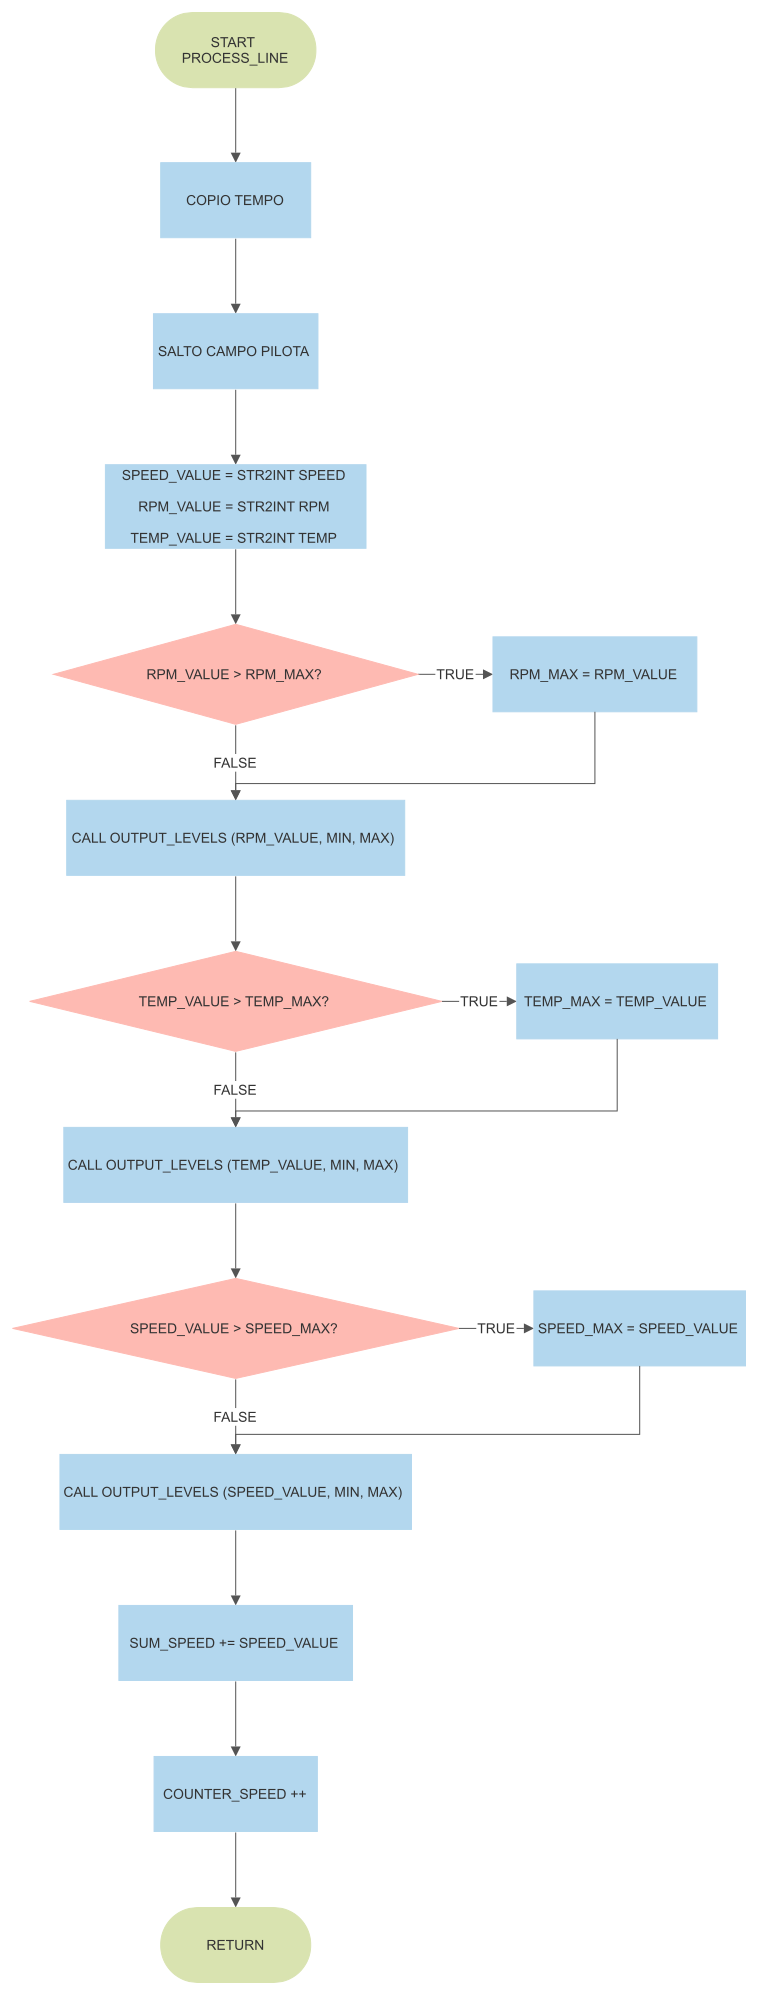 START
PROCESS_LINE
COPIO TEMPO
SALTO CAMPO PILOTA
SPEED_VALUE = STR2INT SPEED
RPM_VALUE = STR2INT RPM
TEMP_VALUE = STR2INT TEMP
RPM_VALUE > RPM_MAX?
TRUE
RPM_MAX = RPM_VALUE
FALSE
CALL OUTPUT_LEVELS (RPM_VALUE, MIN, MAX)
TEMP_VALUE > TEMP_MAX?
TRUE
TEMP_MAX = TEMP_VALUE
FALSE
CALL OUTPUT_LEVELS (TEMP_VALUE, MIN, MAX)
SPEED_VALUE > SPEED_MAX?
TRUE
SPEED_MAX = SPEED_VALUE
FALSE
CALL OUTPUT_LEVELS (SPEED_VALUE, MIN, MAX)
SUM_SPEED += SPEED_VALUE
COUNTER_SPEED ++
RETURN